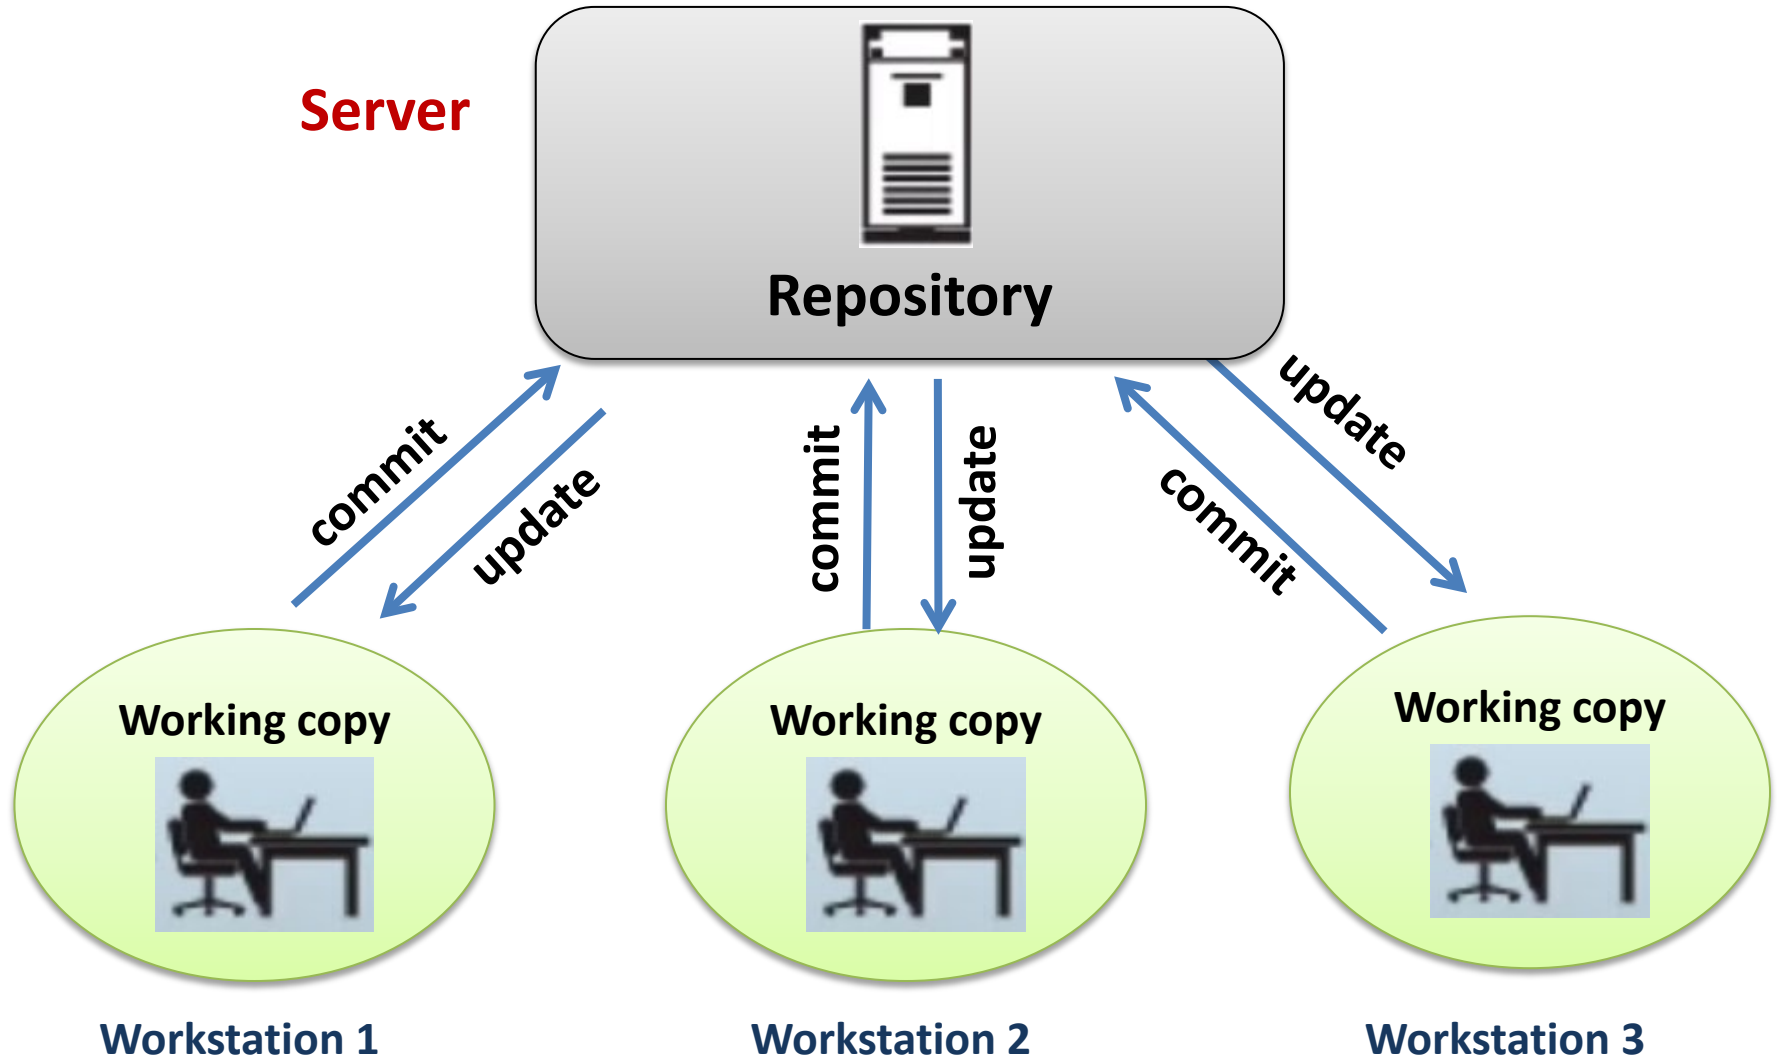 Server
Repository
commit
update
commit
update
commit
update
Working copy
Working copy
Working copy
Workstation 1
Workstation 2
Workstation 3